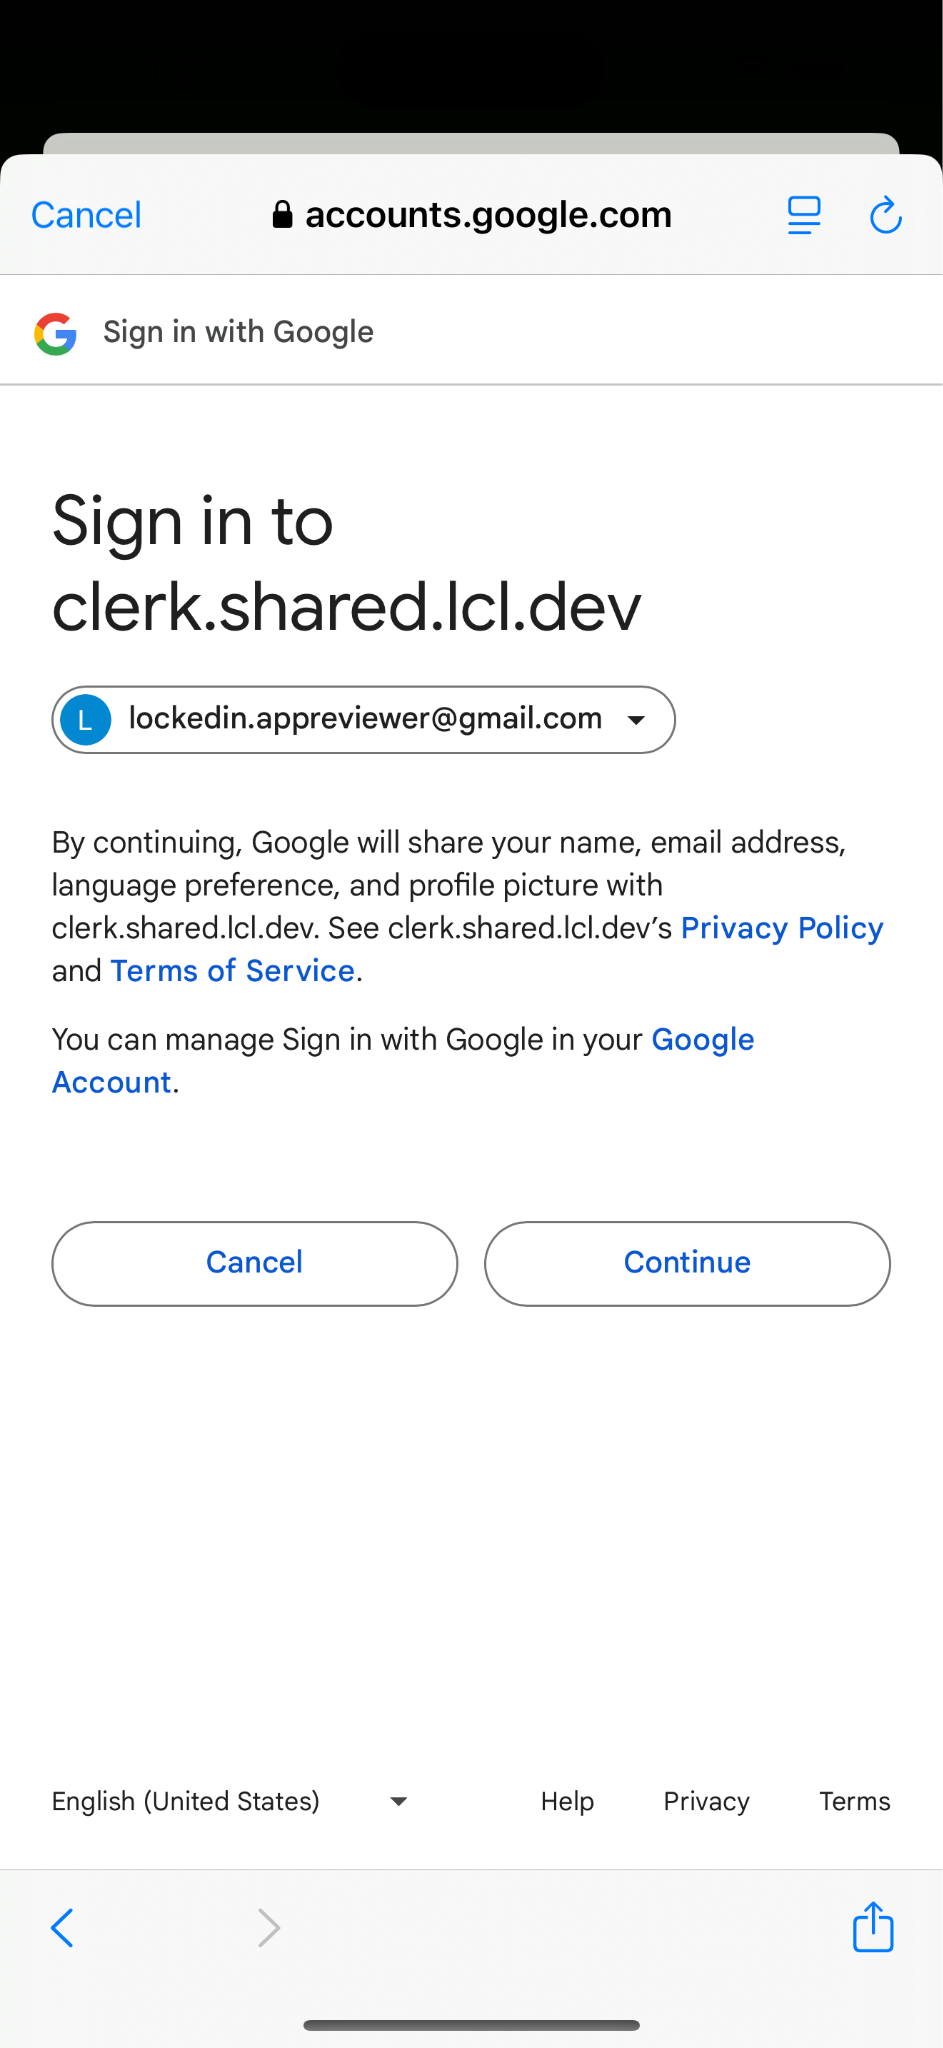 Cancel
accounts.google.com
Sign in with Google
Sign in to
clerk.shared.lcl.dev
L
lockedin.appreviewer@gmail.com
By continuing, Google will share your name, email address,
language preference, and profile picture with
clerk.shared.lcl.dev. See clerk.shared.lcl.dev’s Privacy Policy
and Terms of Service.
You can manage Sign in with Google in your Google
Account.
Cancel
Continue
English (United States)
Help
Privacy
Terms